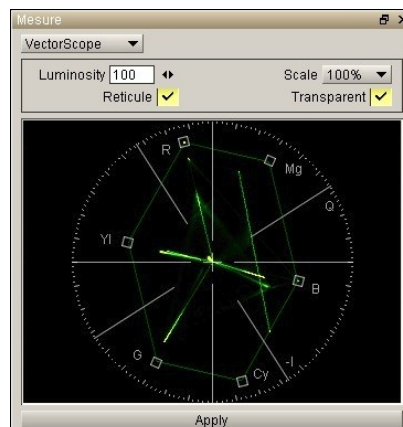 Mesure
VectorScope
Luminosity 100 Scale 100%
Reticule Transparent
R
Mg
Q
Yl
B
G
Cy
-I
Apply